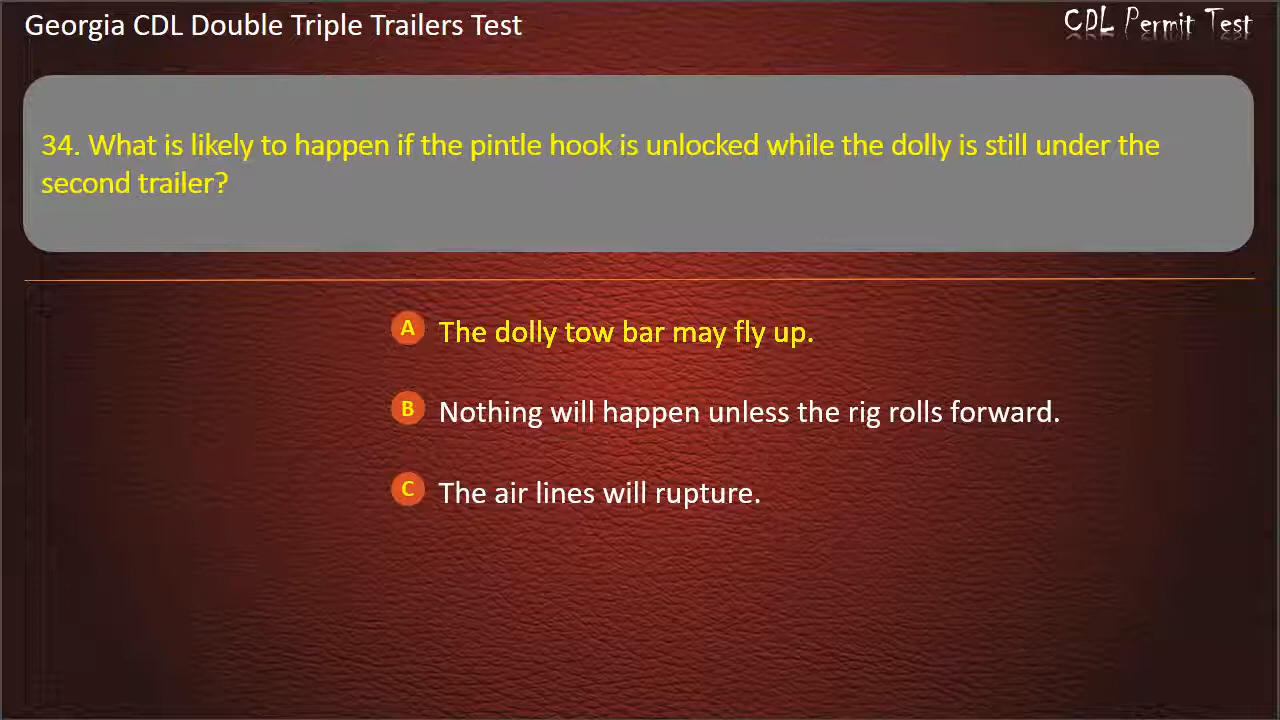 Georgia CDL Double Triple Trailers Test
CDL Permit Test
34. What is likely to happen if the pintle hook is unlocked while the dolly is still under the
second trailer?
A The dolly tow bar may fly up.
B Nothing will happen unless the rig rolls forward.
C The air lines will rupture.